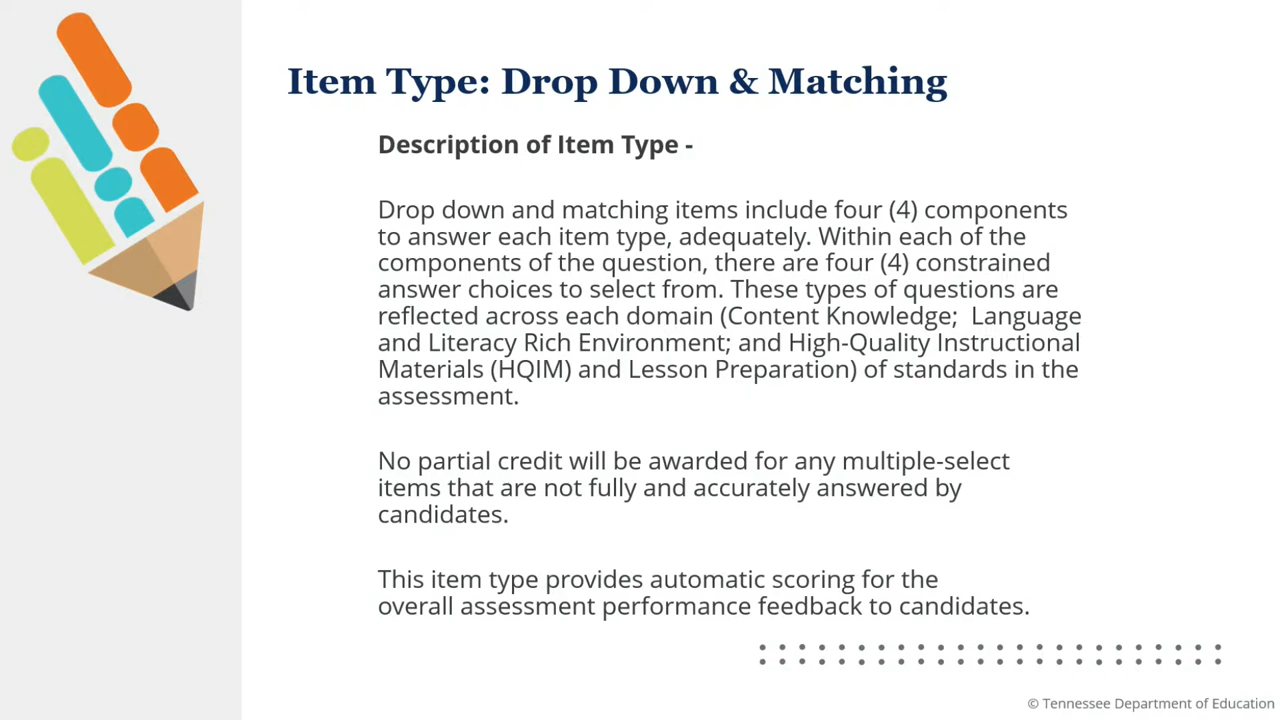 Item Type: Drop Down & Matching
Description of Item Type -
Drop down and matching items include four (4) components
to answer each item type, adequately. Within each of the
components of the question, there are four (4) constrained
answer choices to select from. These types of questions are
reflected across each domain (Content Knowledge;  Language
and Literacy Rich Environment; and High-Quality Instructional
Materials (HQIM) and Lesson Preparation) of standards in the
assessment.
No partial credit will be awarded for any multiple-select
items that are not fully and accurately answered by
candidates.
This item type provides automatic scoring for the
overall assessment performance feedback to candidates.
© Tennessee Department of Education